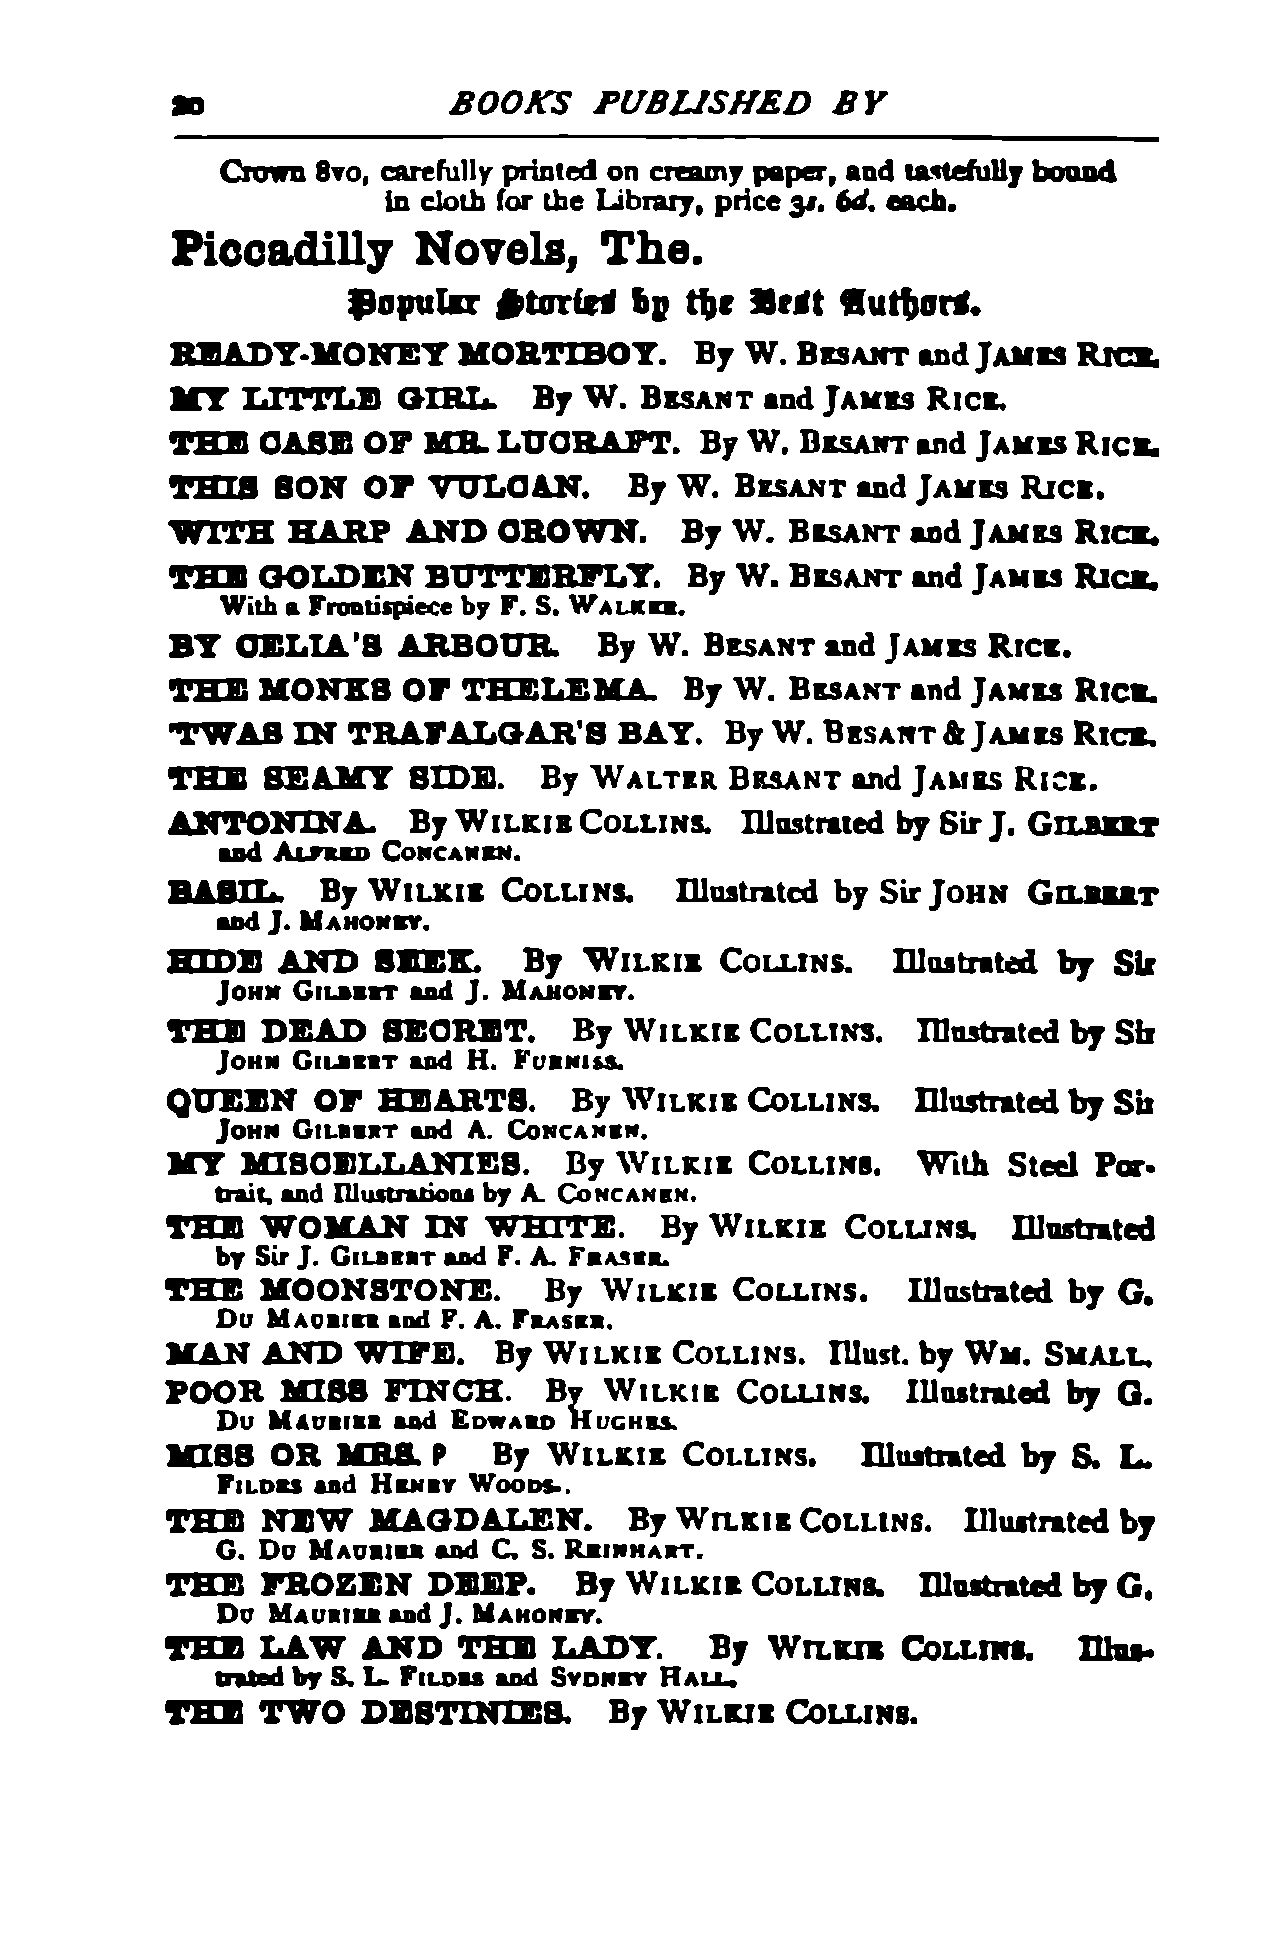 20 BOOKS PUBLISHED BY
Crown 8vo, carefully printed on creamy paper, and tastefully bound
in cloth for the Library, price 3s. 6d. each.
Piccadilly Novels, The.
Popular Stories by the Best Authors.
READY-MONEY MORTIBOY. By W. BESANT and JAMES RICE.
MY LITTLE GIRL. By W. BESANT and JAMES RICE.
THE CASE OF MR. LUCRAFT. By W. BESANT and JAMES RICE.
THIS SON OF VULCAN. By W. BESANT and JAMES RICE.
WITH HARP AND CROWN. By W. BESANT and JAMES RICE.
THE GOLDEN BUTTERFLY. By W. BESANT and JAMES RICE.
With a Frontispiece by F. S. WALKER.
BY CELIA'S ARBOUR. By W. BESANT and JAMES RICE.
THE MONKS OF THELEMA. By W. BESANT and JAMES RICE.
'TWAS IN TRAFALGAR'S BAY. By W. BESANT & JAMES RICE.
THE SEAMY SIDE. By WALTER BESANT and JAMES RICE.
ANTONINA. By WILKIE COLLINS. Illustrated by Sir J. GILBERT
and ALFRED CONCANEN.
BASIL. By WILKIE COLLINS. Illustrated by Sir JOHN GILBERT
and J. MAHONEY.
HIDE AND SEEK. By WILKIE COLLINS. Illustrated by Sir
JOHN GILBERT and J. MAHONEY.
THE DEAD SECRET. By WILKIE COLLINS. Illustrated by Sir
JOHN GILBERT and H. FURNISS.
QUEEN OF HEARTS. By WILKIE COLLINS. Illustrated by Sir
JOHN GILBERT and A. CONCANEN.
MY MISCELLANIES. By WILKIE COLLINS. With Steel Por-
trait, and Illustrations by A. CONCANEN.
THE WOMAN IN WHITE. By WILKIE COLLINS. Illustrated
by Sir J. GILBERT and F. A. FRASER.
THE MOONSTONE. By WILKIE COLLINS. Illustrated by G.
DU MAURIER and F. A. FRASER.
MAN AND WIFE. By WILKIE COLLINS. Illust. by WM. SMALL.
POOR MISS FINCH. By WILKIE COLLINS. Illustrated by G.
DU MAURIER and EDWARD HUGHES.
MISS OR MRS. ? By WILKIE COLLINS. Illustrated by S. L.
FILDES and HENRY WOODS.
THE NEW MAGDALEN. By WILKIE COLLINS. Illustrated by
G. DU MAURIER and C. S. REINHART.
THE FROZEN DEEP. By WILKIE COLLINS. Illustrated by G.
DU MAURIER and J. MAHONEY.
THE LAW AND THE LADY. By WILKIE COLLINS. Illus-
trated by S. L. FILDES and SYDNEY HALL.
THE TWO DESTINIES. By WILKIE COLLINS.